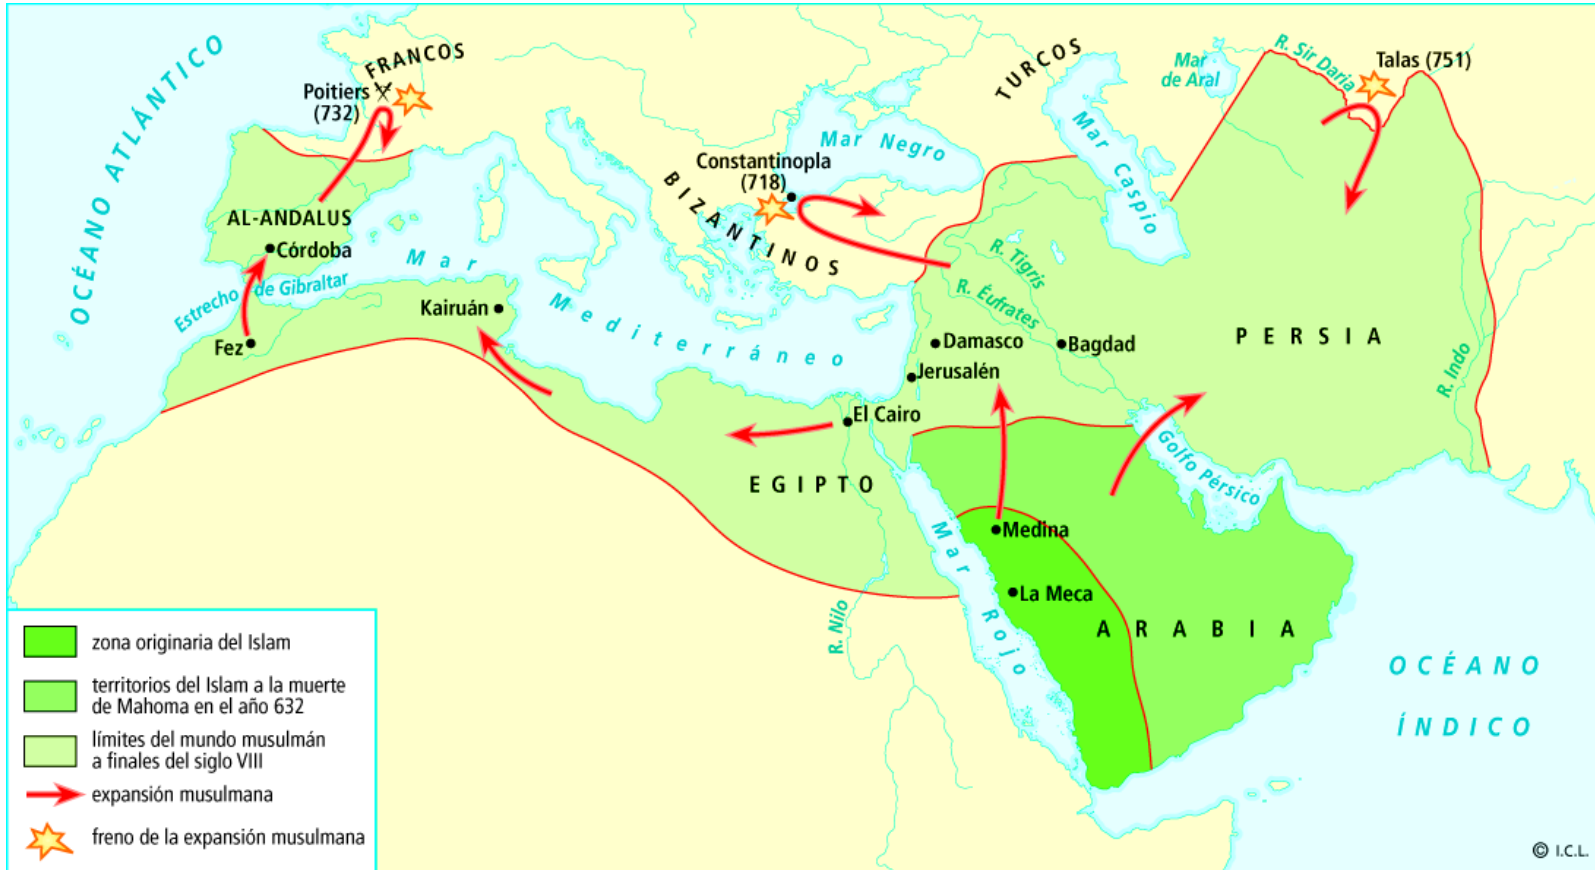 OCÉANO ATLÁNTICO
FRANCOS
Poitiers
(732)
TURCOS
Mar
de Aral
R. Sir Daria
Talas (751)
Mar Negro
Mar Caspio
Constantinopla
(718)
BIZANTINOS
AL-ANDALUS
Córdoba
Mar Mediterráneo
Estrecho de Gibraltar
Kairuán
Fez
R. Tigris
R. Éufrates
Damasco
Bagdad
PERSIA
R. Indo
Jerusalén
El Cairo
EGIPTO
Golfo Pérsico
Medina
La Meca
Mar Rojo
ARABIA
R. Nilo
OCÉANO
ÍNDICO
zona originaria del Islam
territorios del Islam a la muerte
de Mahoma en el año 632
límites del mundo musulmán
a finales del siglo VIII
expansión musulmana
freno de la expansión musulmana
© I.C.L.